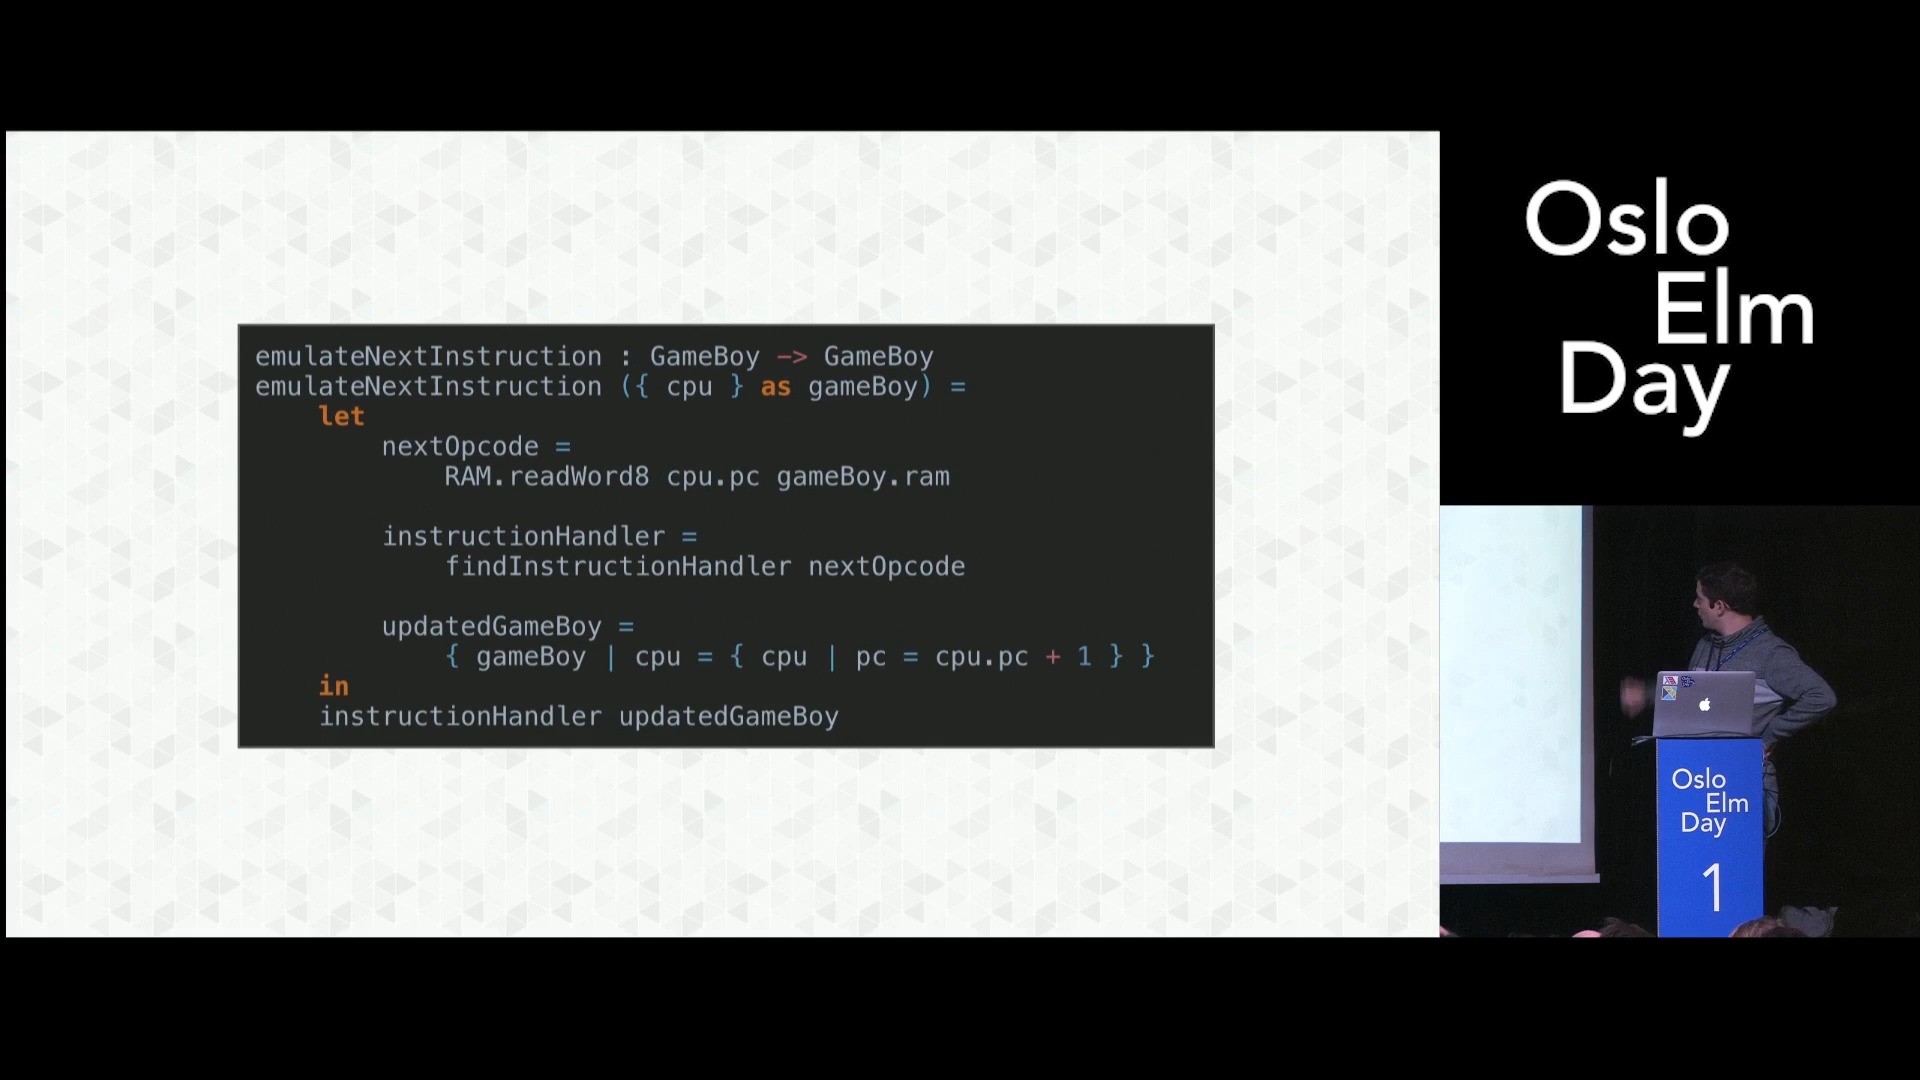 emulateNextInstruction : GameBoy -> GameBoy
emulateNextInstruction ({ cpu } as gameBoy) =
    let
        nextOpcode =
            RAM.readWord8 cpu.pc gameBoy.ram

        instructionHandler =
            findInstructionHandler nextOpcode

        updatedGameBoy =
            { gameBoy | cpu = { cpu | pc = cpu.pc + 1 } }
    in
    instructionHandler updatedGameBoy
Oslo
Elm
Day
Oslo
Elm
Day
1